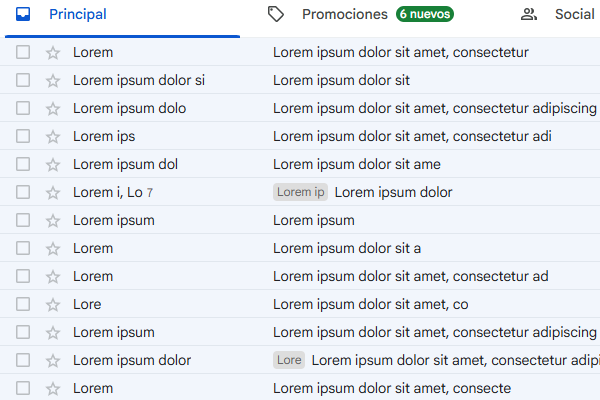 Principal Promociones 6 nuevos Social
Lorem Lorem ipsum dolor sit amet, consectetur
Lorem ipsum dolor si Lorem ipsum dolor sit
Lorem ipsum dolo Lorem ipsum dolor sit amet, consectetur adipiscing
Lorem ips Lorem ipsum dolor sit amet, consectetur adi
Lorem ipsum dol Lorem ipsum dolor sit ame
Lorem i, Lo 7 Lorem ip Lorem ipsum dolor
Lorem ipsum Lorem ipsum
Lorem Lorem ipsum dolor sit a
Lorem Lorem ipsum dolor sit amet, consectetur ad
Lore Lorem ipsum dolor sit amet, co
Lorem ipsum Lorem ipsum dolor sit amet, consectetur adipiscing
Lorem ipsum dolor Lore Lorem ipsum dolor sit amet, consectetur adipi
Lorem Lorem ipsum dolor sit amet, consecte